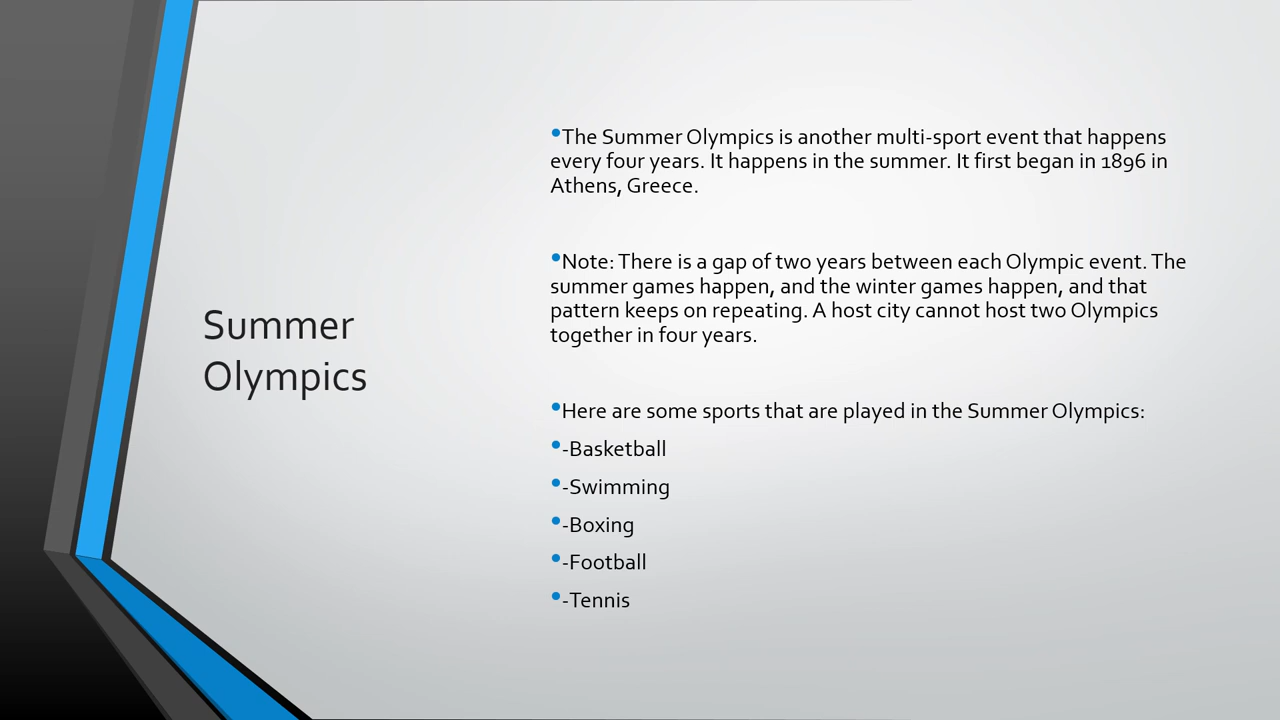 Summer
Olympics
•The Summer Olympics is another multi-sport event that happens
every four years. It happens in the summer. It first began in 1896 in
Athens, Greece.
•Note: There is a gap of two years between each Olympic event. The
summer games happen, and the winter games happen, and that
pattern keeps on repeating. A host city cannot host two Olympics
together in four years.
•Here are some sports that are played in the Summer Olympics:
•-Basketball
•-Swimming
•-Boxing
•-Football
•-Tennis